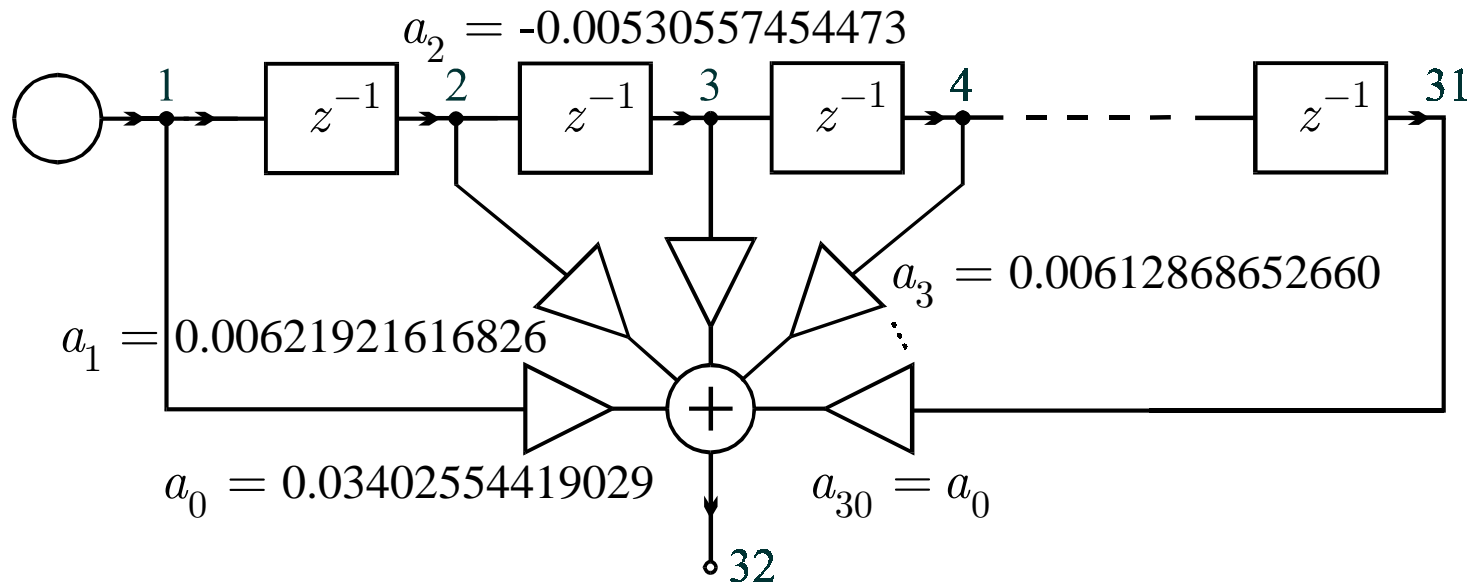 a₂ = -0.00530557454473
1 2 3 4 31
z⁻¹ z⁻¹ z⁻¹ z⁻¹
a₃ = 0.00612868652660
a₁ = 0.00621921616826
+
a₀ = 0.03402554419029 a₃₀ = a₀
32